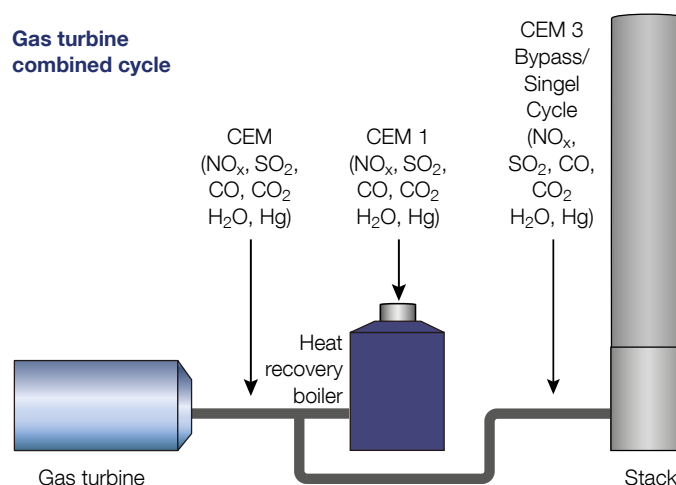 Gas turbine
combined cycle
CEM
(NOₓ, SO₂,
CO, CO₂
H₂O, Hg)
CEM 1
(NOₓ, SO₂,
CO, CO₂
H₂O, Hg)
CEM 3
Bypass/
Singel
Cycle
(NOₓ,
SO₂, CO,
CO₂
H₂O, Hg)
Heat
recovery
boiler
Gas turbine
Stack